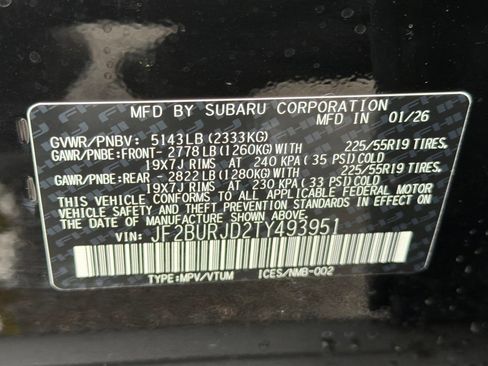 MFD BY SUBARU CORPORATION MFD IN 01/26
GVWR/PNBV: 5143LB (2333KG)
GAWR/PNBE:FRONT- 2778LB (1260KG)WITH 225/55R19 TIRES,
19X7J RIMS AT 240 KPA (35 PSI)COLD
GAWR/PNBE:REAR - 2822LB (1280KG)WITH 225/55R19 TIRES,
19X7J RIMS AT 230 KPA (33 PSI)COLD
THIS VEHICLE CONFORMS TO ALL APPLICABLE FEDERAL MOTOR
VEHICLE SAFETY AND BUMPER STANDARDS IN EFFECT ON THE
DATE OF MANUFACTURE SHOWN ABOVE.
VIN: JF2BURJD2TY493951
TYPE:MPV/VTUM ICES/NMB-002